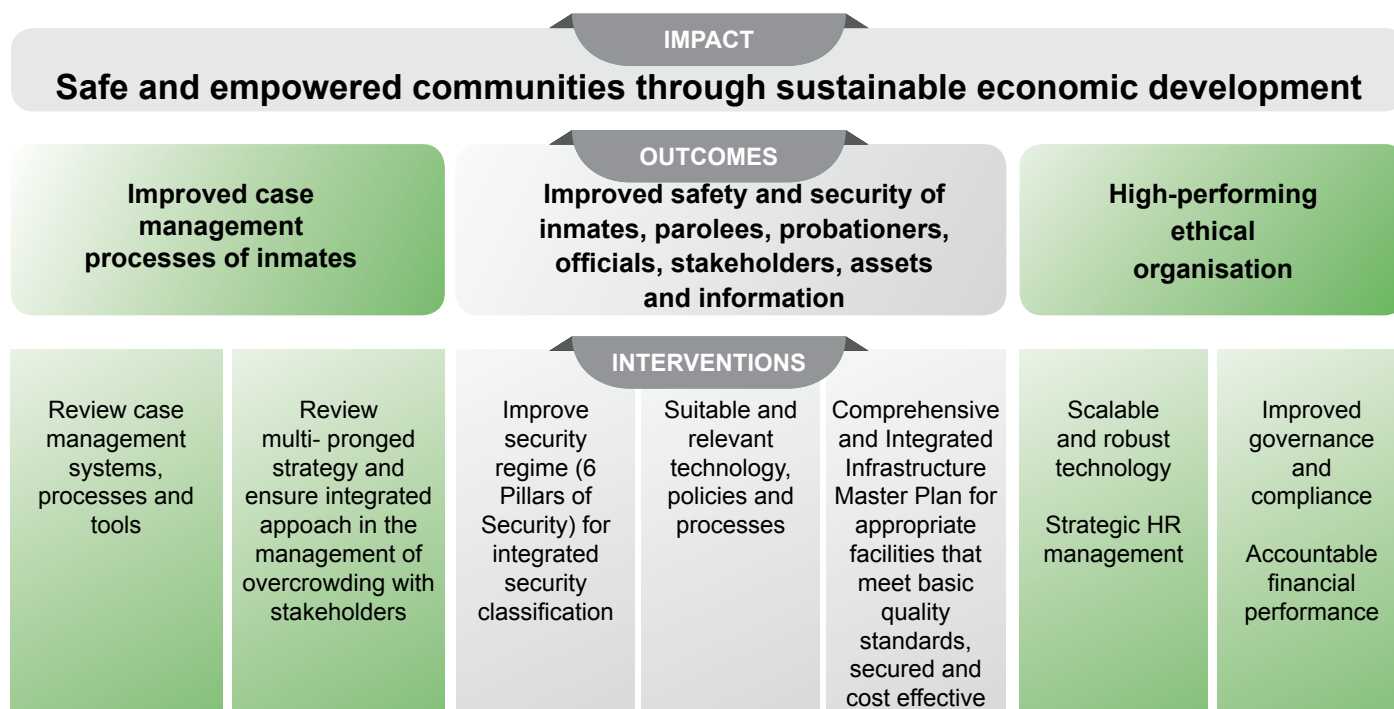 IMPACT
Safe and empowered communities through sustainable economic development
OUTCOMES
Improved case
management
processes of inmates
Improved safety and security of
inmates, parolees, probationers,
officials, stakeholders, assets
and information
High-performing
ethical
organisation
INTERVENTIONS
Review case
management
systems,
processes and
tools
Review
multi- pronged
strategy and
ensure integrated
appoach in the
management of
overcrowding with
stakeholders
Improve
security
regime (6
Pillars of
Security) for
integrated
security
classification
Suitable and
relevant
technology,
policies and
processes
Comprehensive
and Integrated
Infrastructure
Master Plan for
appropriate
facilities that
meet basic
quality
standards,
secured and
cost effective
Scalable
and robust
technology
Strategic HR
management
Improved
governance
and
compliance
Accountable
financial
performance